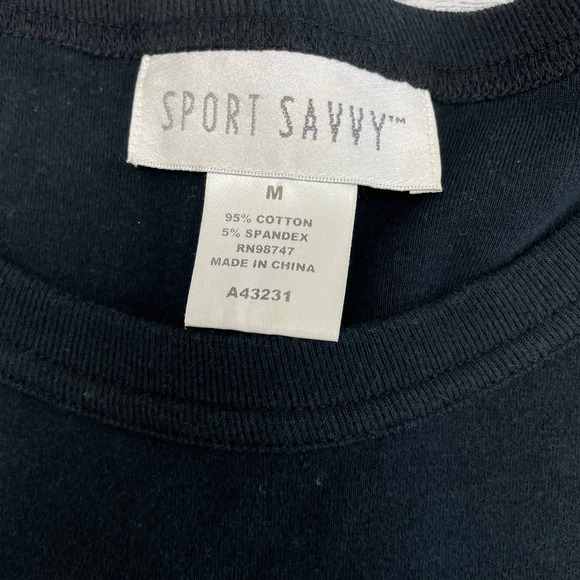 SPORT SAVVY™
M
95% COTTON
5% SPANDEX
RN98747
MADE IN CHINA
A43231